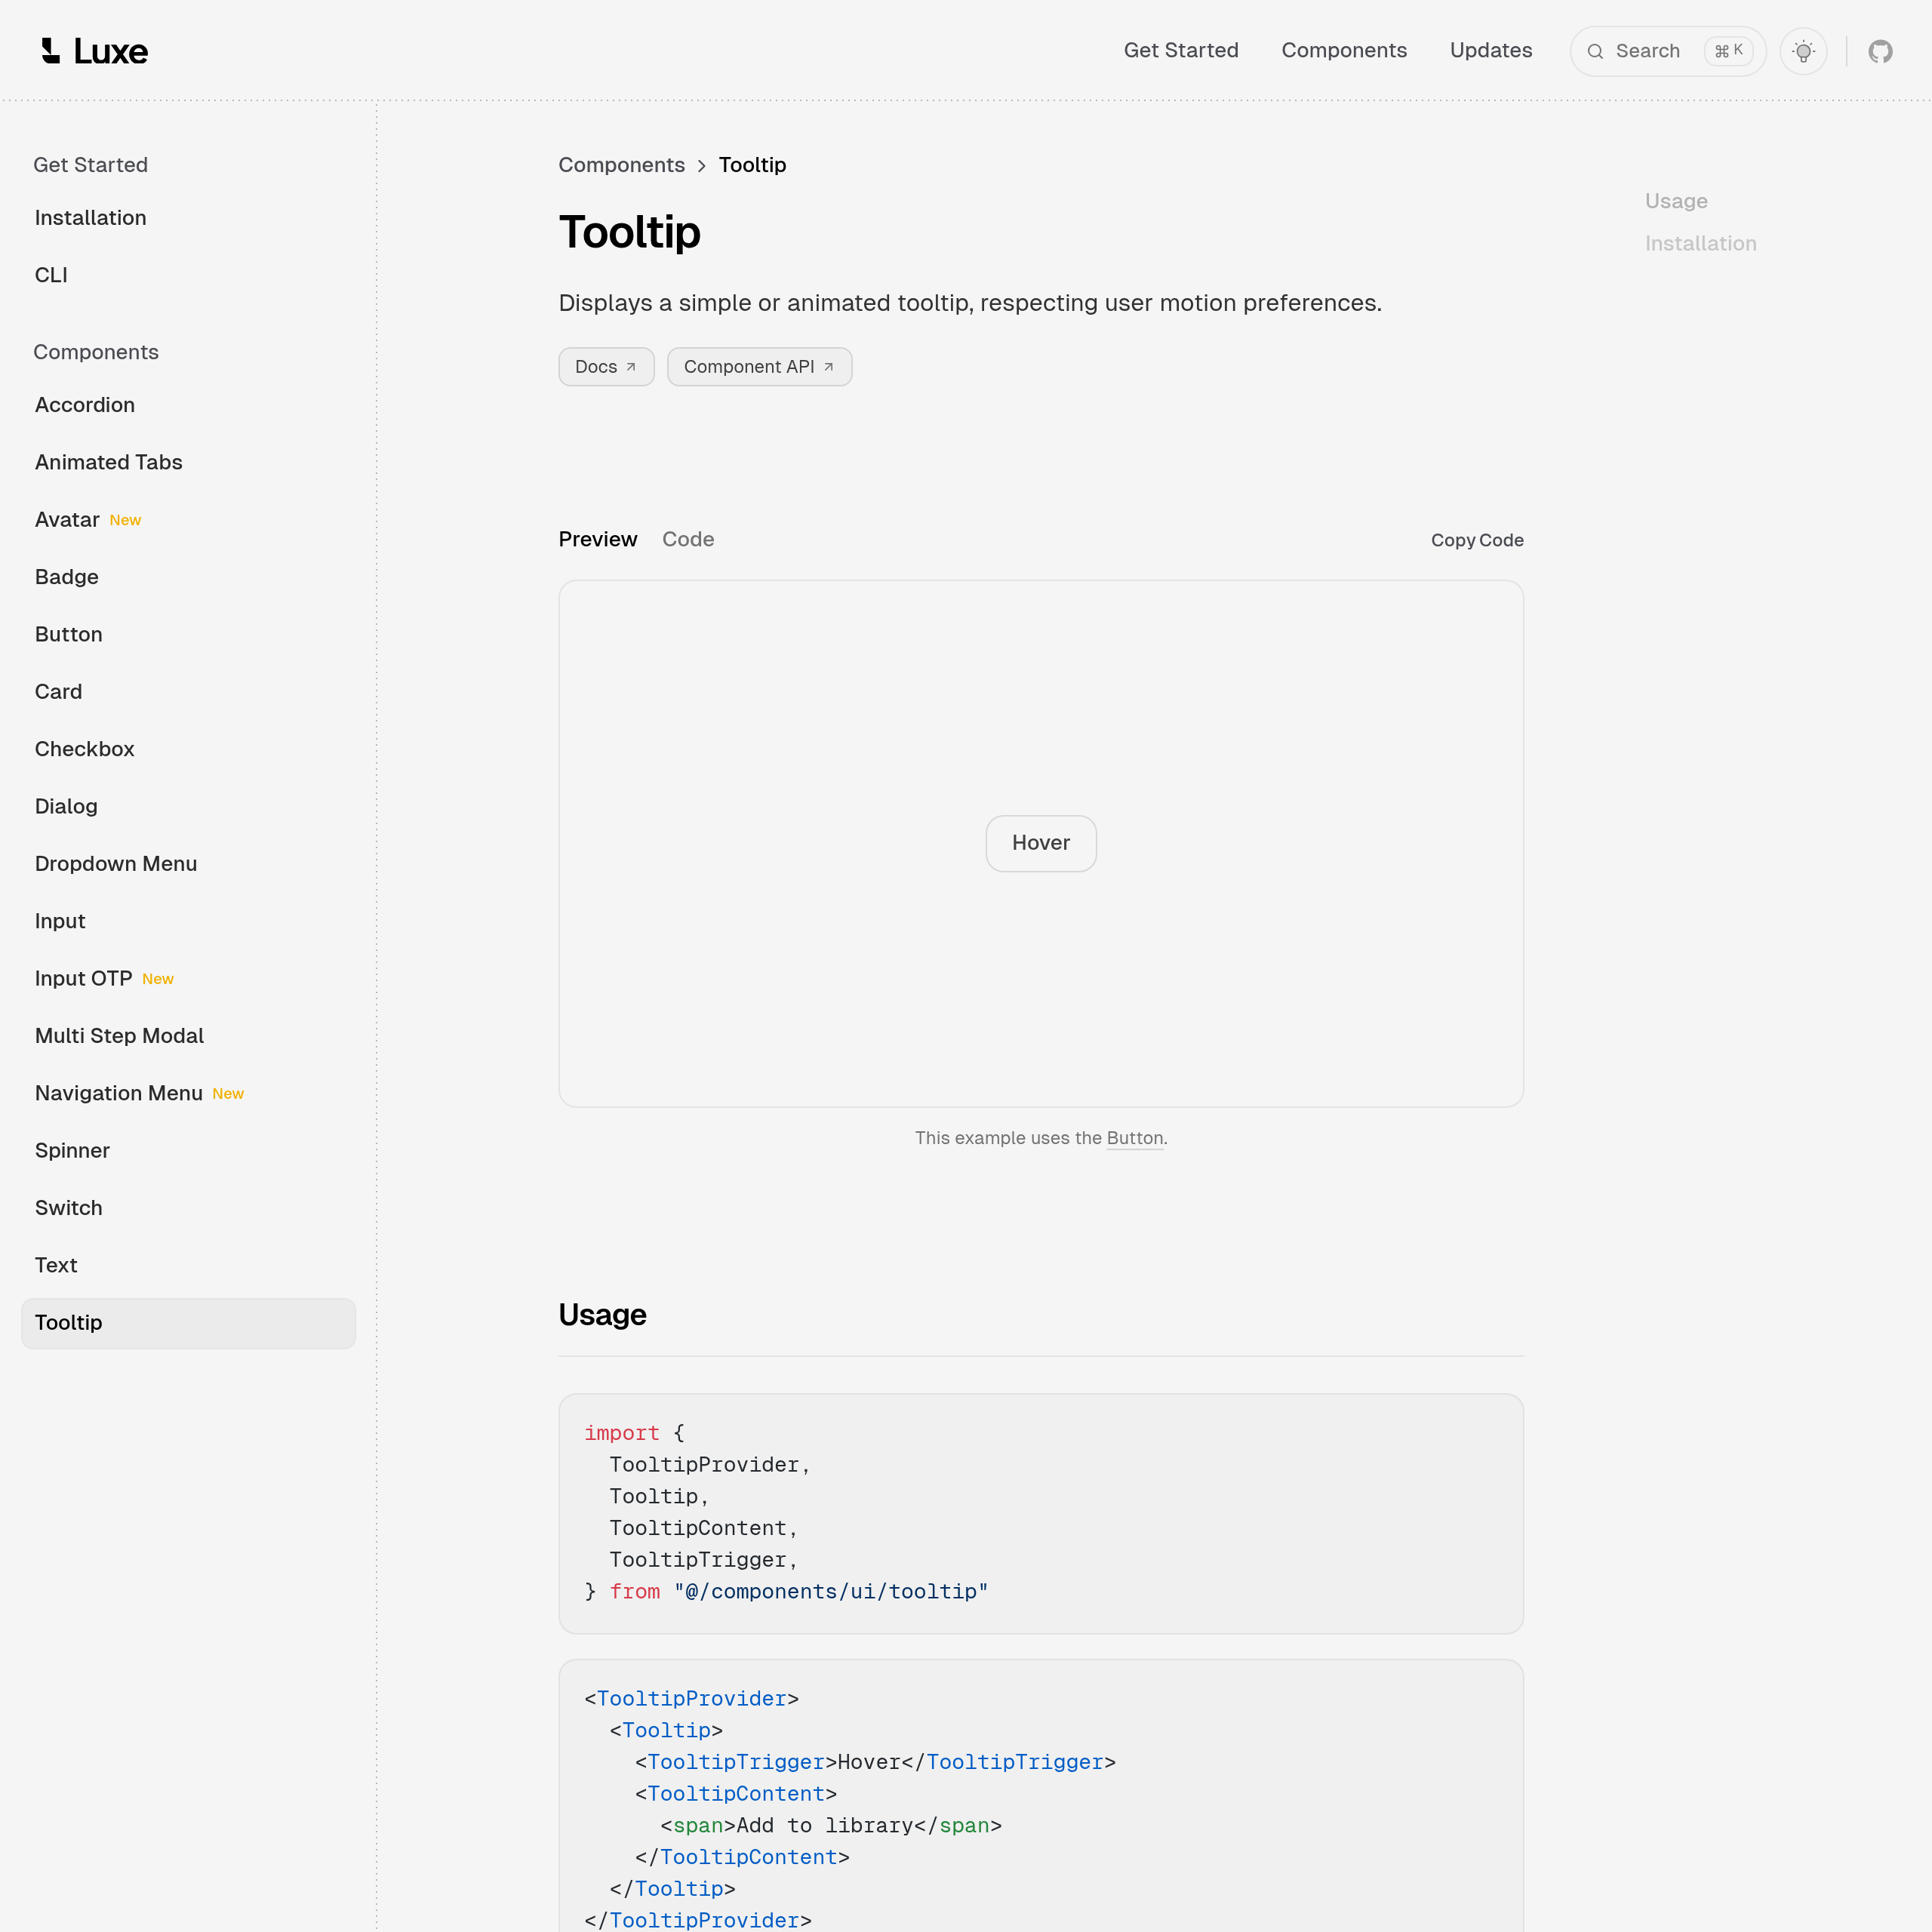 Luxe
Get Started
Components
Updates
Search
⌘ K
Get Started
Installation
CLI
Components
Accordion
Animated Tabs
Avatar New
Badge
Button
Card
Checkbox
Dialog
Dropdown Menu
Input
Input OTP New
Multi Step Modal
Navigation Menu New
Spinner
Switch
Text
Tooltip
Components > Tooltip
Tooltip
Displays a simple or animated tooltip, respecting user motion preferences.
Docs
Component API
Preview
Code
Copy Code
Hover
This example uses the Button.
Usage
import {
  TooltipProvider,
  Tooltip,
  TooltipContent,
  TooltipTrigger,
} from "@/components/ui/tooltip"
<TooltipProvider>
  <Tooltip>
    <TooltipTrigger>Hover</TooltipTrigger>
    <TooltipContent>
      <span>Add to library</span>
    </TooltipContent>
  </Tooltip>
</TooltipProvider>
Usage
Installation